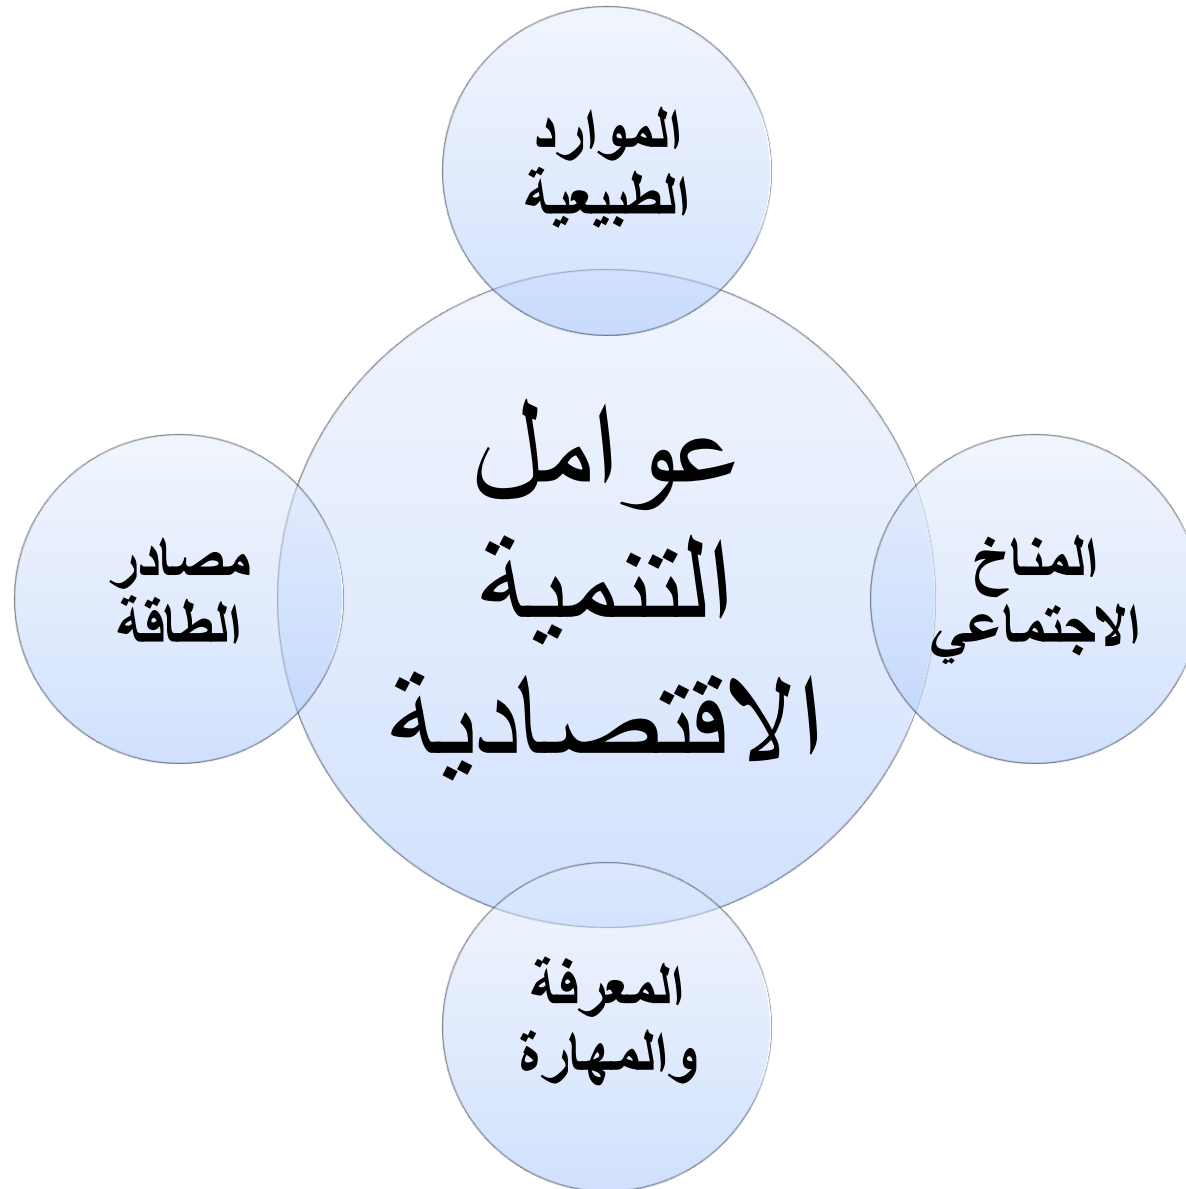 الموارد
الطبيعية
عوامل
التنمية
الاقتصادية
المناخ
الاجتماعي
مصادر
الطاقة
المعرفة
والمهارة